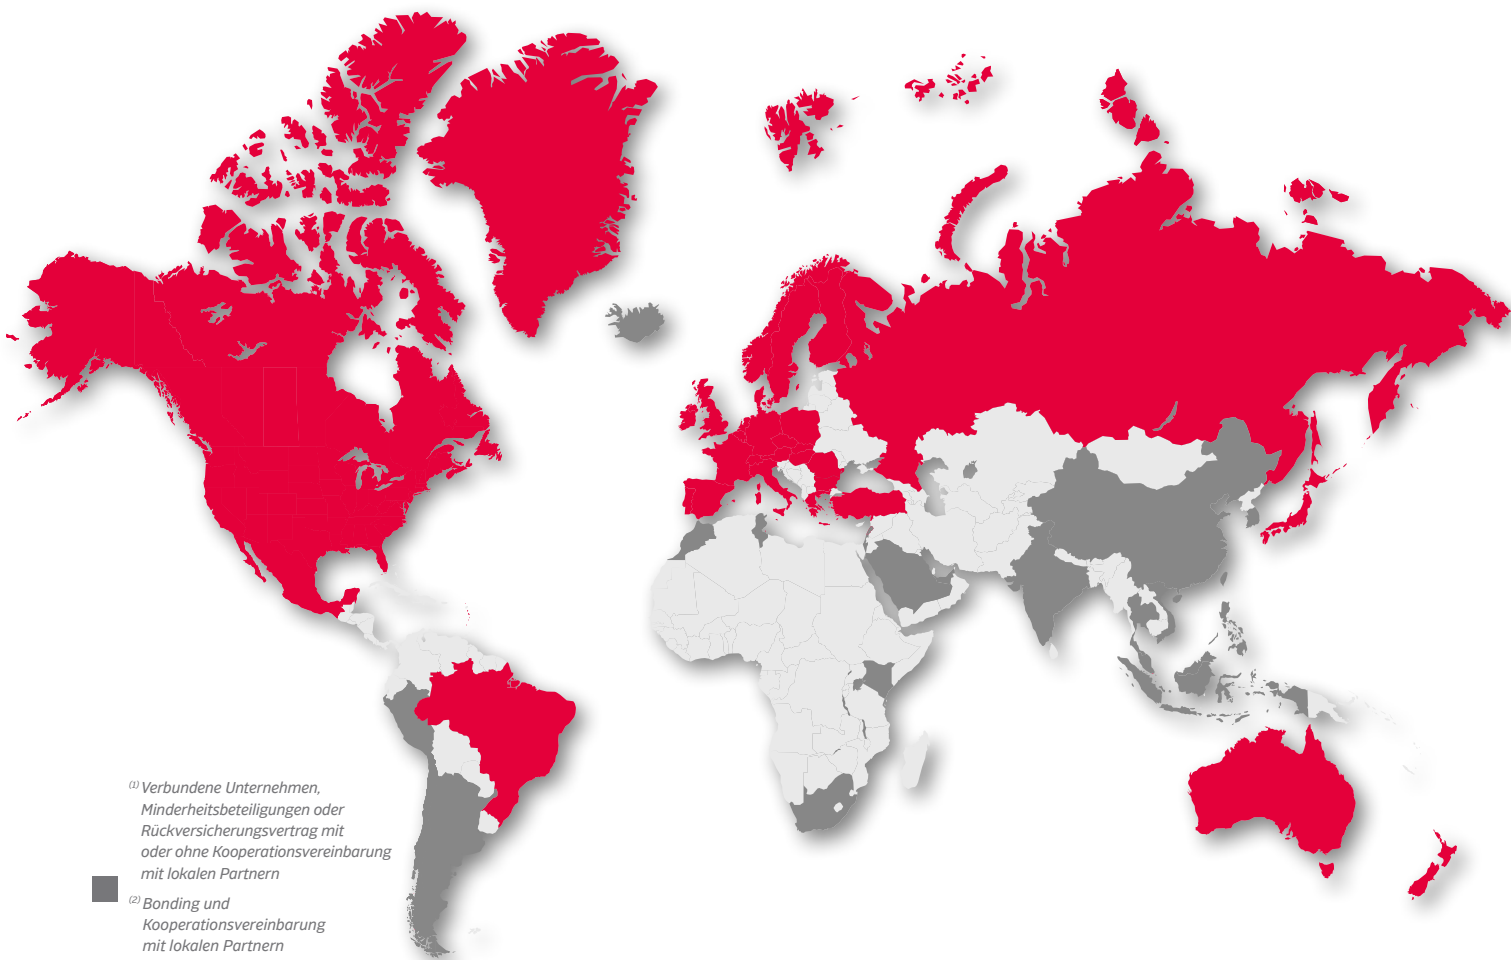 (1) Verbundene Unternehmen,
Minderheitsbeteiligungen oder
Rückversicherungsvertrag mit
oder ohne Kooperationsvereinbarung
mit lokalen Partnern
(2) Bonding und
Kooperationsvereinbarung
mit lokalen Partnern